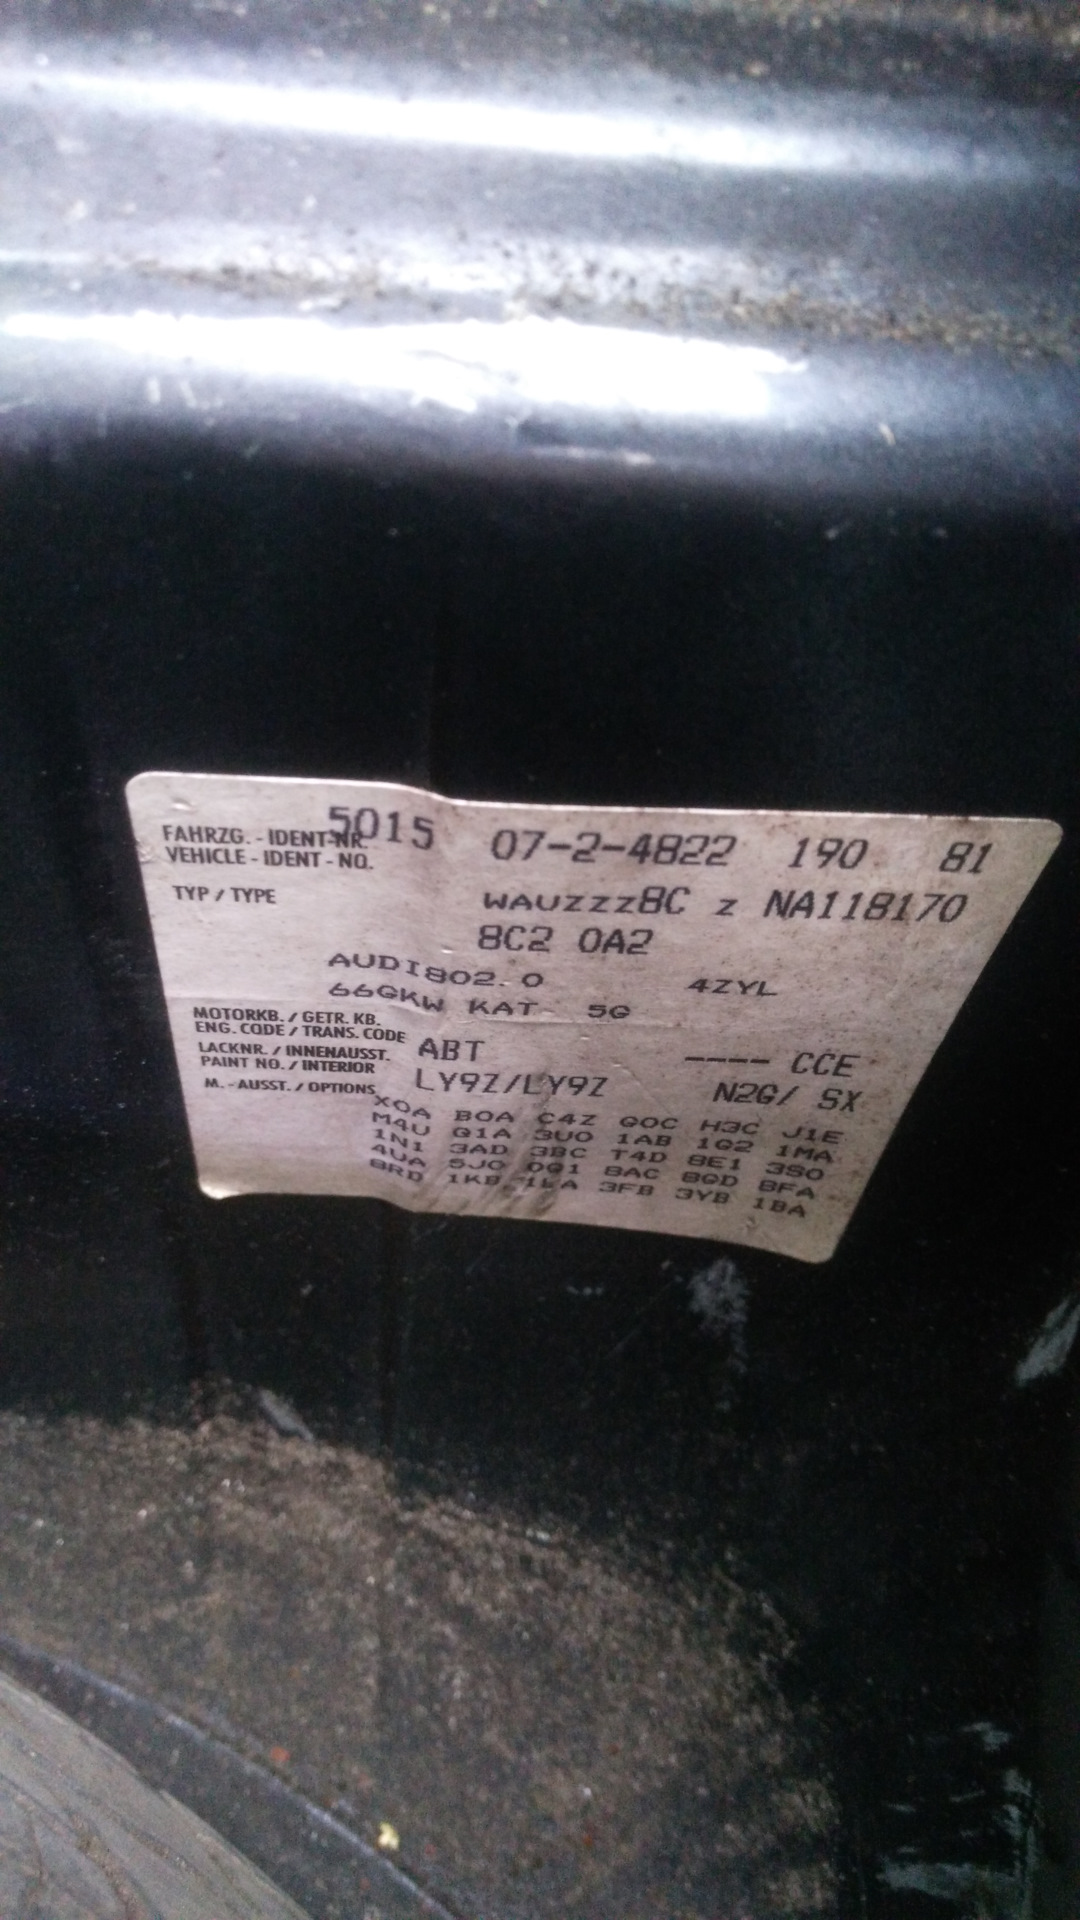 5015 07-2-4822 190 81
FAHRZG. - IDENT-NR.
VEHICLE - IDENT - NO. WAUZZZ8C Z NA118170
TYP / TYPE 8C2 0A2
AUDI802.0 4ZYL
66GKW KAT 5G
MOTORKB. / GETR. KB.
ENG. CODE / TRANS. CODE ABT ---- CCE
LACKNR. / INNENAUSST.
PAINT NO. / INTERIOR LY9Z/LY9Z N2G/ SX
M. - AUSST. / OPTIONS
X0A B0A C4Z G0C H3C J1E
M4U G1A 3U0 1AB 1G2 1MA
1N1 3AD 3BC T4D 8E1 3S0
4UA 5J0 0G1 8AC 8GD 8FA
8RD 1KB 1LA 3FB 3YB 1BA